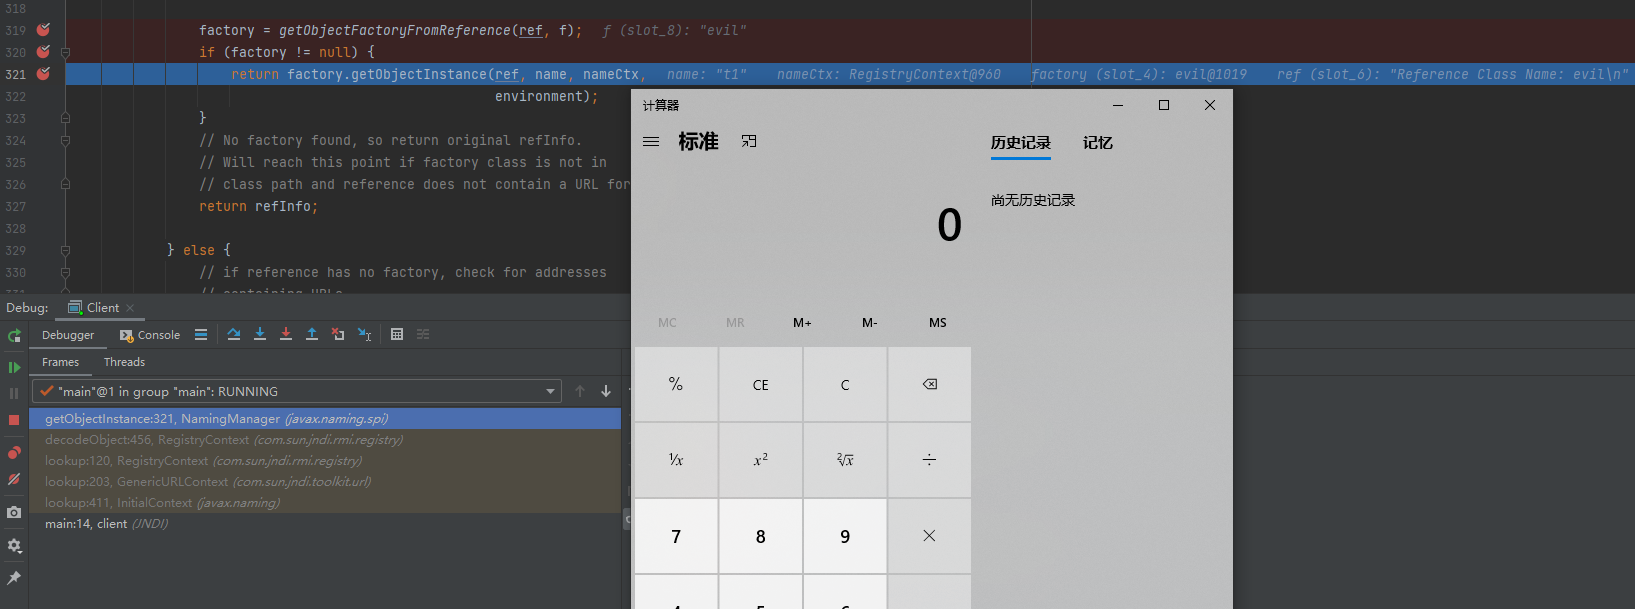 318
319 factory = getObjectFactoryFromReference(ref, f); f (slot_8): "evil"
320 if (factory != null) {
321 return factory.getObjectInstance(ref, name, nameCtx, name: "t1" nameCtx: RegistryContext@960 factory (slot_4): evil@1019 ref (slot_6): "Reference Class Name: evil\n"
322 environment);
323 }
324 // No factory found, so return original refInfo.
325 // Will reach this point if factory class is not in
326 // class path and reference does not contain a URL for
327 return refInfo;
328
329 } else {
330 // if reference has no factory, check for addresses
331 // containing URLs
计算器
标准
历史记录 记忆
尚无历史记录
0
MC MR M+ M- MS
% CE C
⅟x x² ²√x ÷
7 8 9 ×
4 5 6
Debug: Client
Debugger Console
Frames Threads
"main"@1 in group "main": RUNNING
getObjectInstance:321, NamingManager (javax.naming.spi)
decodeObject:456, RegistryContext (com.sun.jndi.rmi.registry)
lookup:120, RegistryContext (com.sun.jndi.rmi.registry)
lookup:203, GenericURLContext (com.sun.jndi.toolkit.url)
lookup:411, InitialContext (javax.naming)
main:14, client (JNDI)